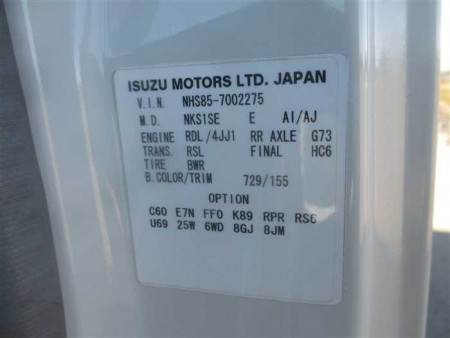 ISUZU MOTORS LTD. JAPAN
V.I.N. NHS85-7002275
M.D. NKS1SE E AI/AJ
ENGINE RDL/4JJ1 RR AXLE G73
TRANS. RSL FINAL HC6
TIRE BWR
B.COLOR/TRIM 729/155
OPTION
C60 E7N FF0 K89 RPR RS6
U69 25W 6WD 8GJ 8JM